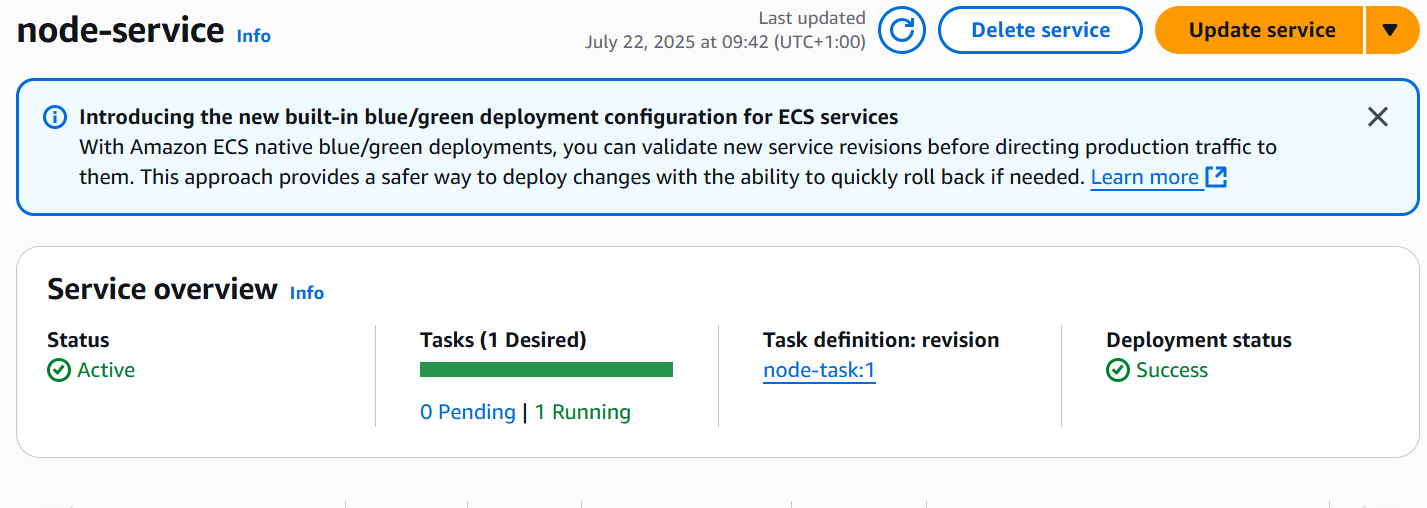 node-service Info
Last updated
July 22, 2025 at 09:42 (UTC+1:00)
Delete service
Update service
Introducing the new built-in blue/green deployment configuration for ECS services
With Amazon ECS native blue/green deployments, you can validate new service revisions before directing production traffic to
them. This approach provides a safer way to deploy changes with the ability to quickly roll back if needed. Learn more
Service overview Info
Status
Active
Tasks (1 Desired)
0 Pending | 1 Running
Task definition: revision
node-task:1
Deployment status
Success